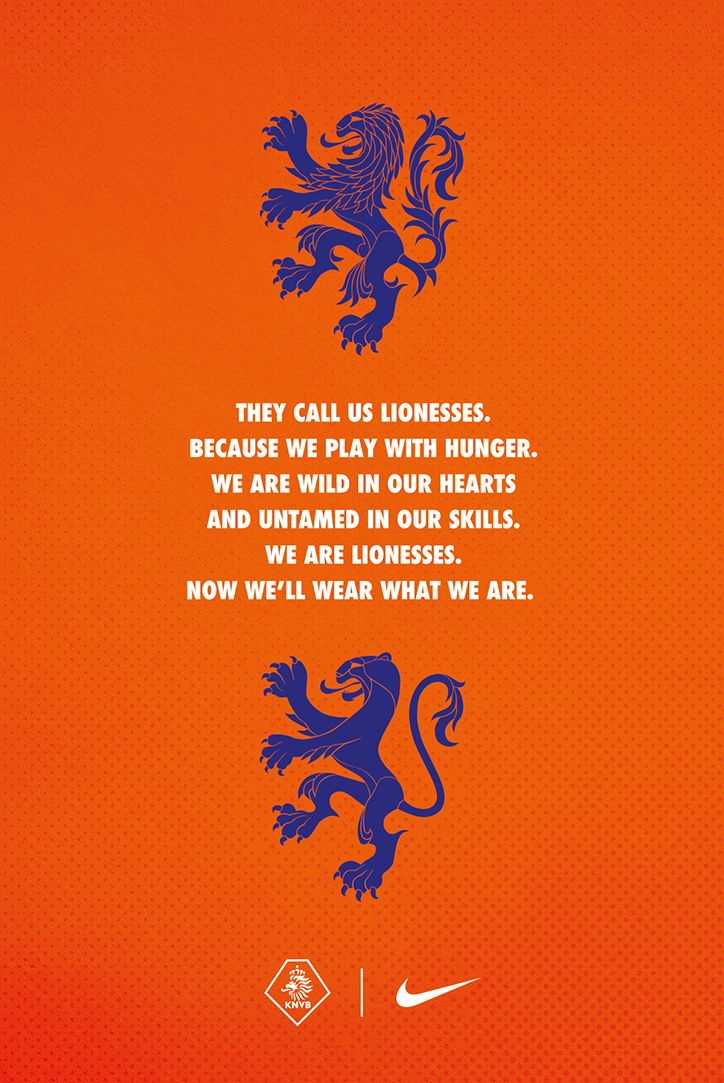 THEY CALL US LIONESSES.
BECAUSE WE PLAY WITH HUNGER.
WE ARE WILD IN OUR HEARTS
AND UNTAMED IN OUR SKILLS.
WE ARE LIONESSES.
NOW WE’LL WEAR WHAT WE ARE.
KNVB